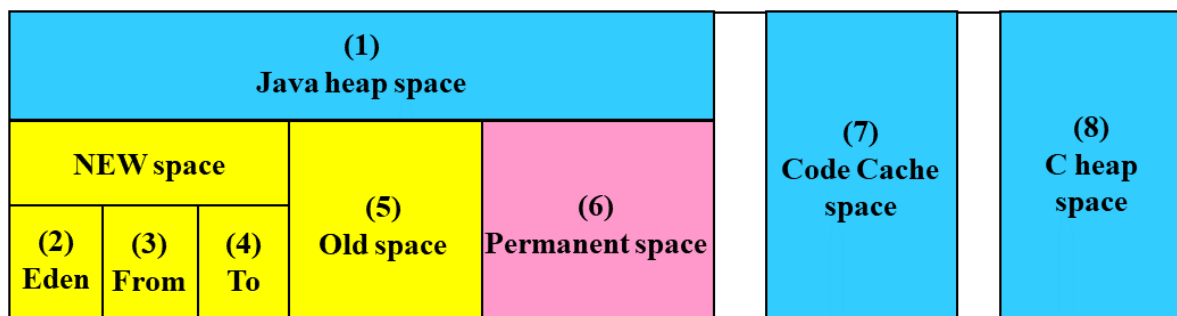 (1)
Java heap space
NEW space
(2)
Eden
(3)
From
(4)
To
(5)
Old space
(6)
Permanent space
(7)
Code Cache
space
(8)
C heap
space